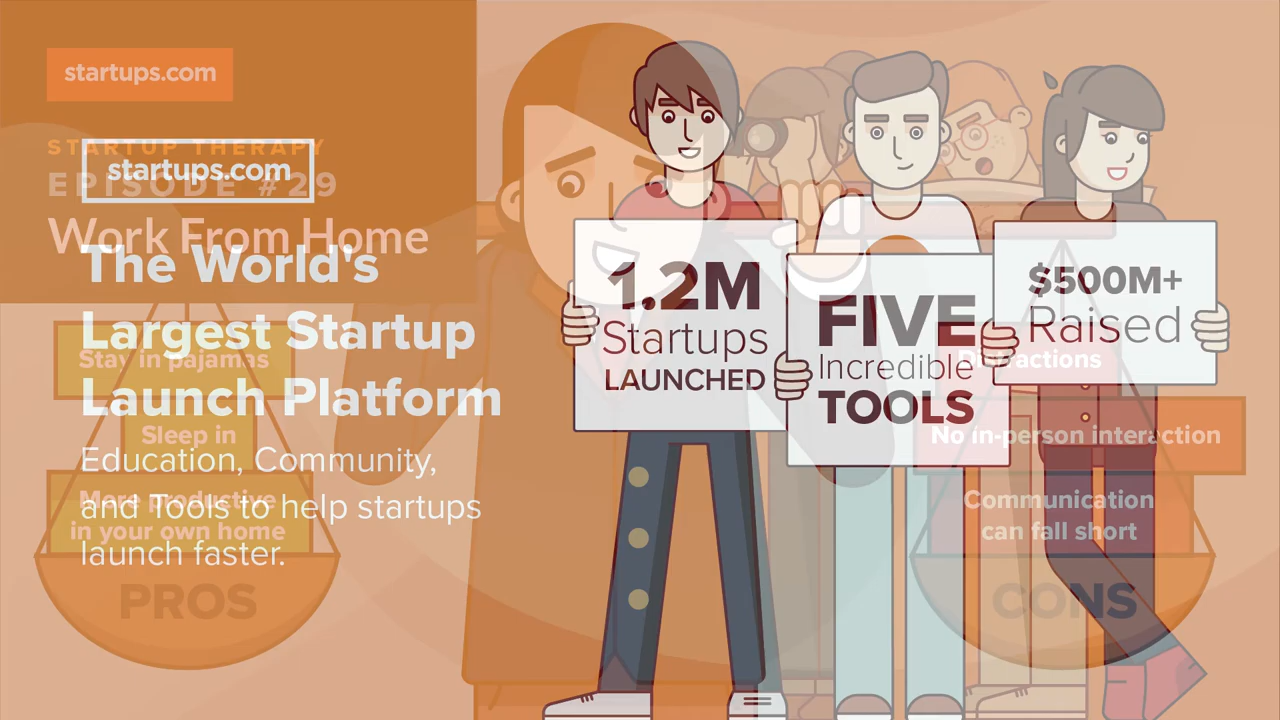 startups.com
STARTUP THERAPY
EPISODE #29
Work From Home
startups.com
The World's
Largest Startup
Launch Platform
Education, Community,
and Tools to help startups
launch faster.
1.2M
Startups
LAUNCHED
FIVE
Incredible
TOOLS
$500M+
Raised
Stay in pajamas
Sleep in
More productive
in your own home
PROS
Distractions
No in-person interaction
Communication
can fall short
CONS